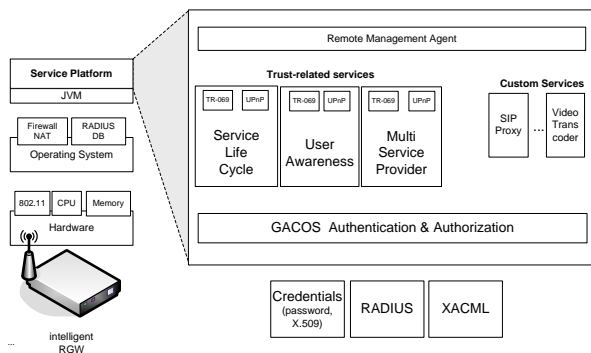 Remote Management Agent
Service Platform
JVM
Trust-related services
Custom Services
TR-069
UPnP
Service
Life
Cycle
TR-069
UPnP
User
Awareness
TR-069
UPnP
Multi
Service
Provider
SIP
Proxy
...
Video
Trans
coder
Firewall
NAT
RADIUS
DB
Operating System
802.11
CPU
Memory
Hardware
GACOS Authentication & Authorization
Credentials
(password,
X.509)
RADIUS
XACML
intelligent
RGW
...